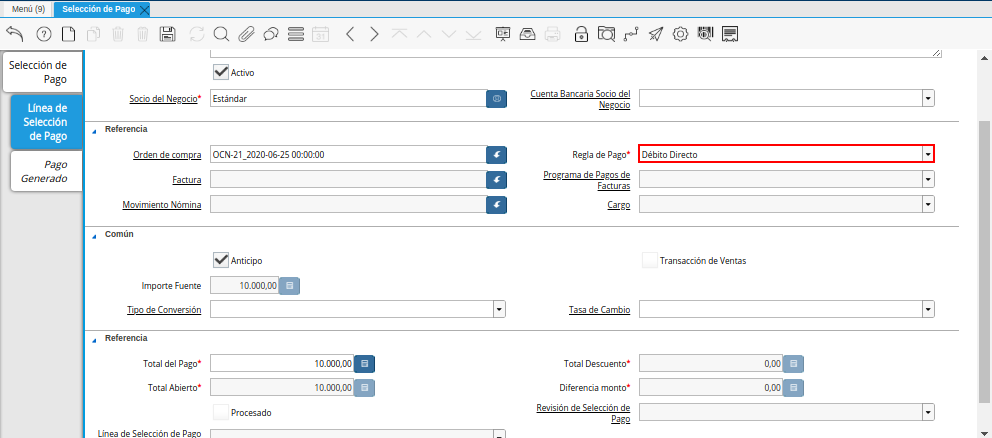 Menú (9) Selección de Pago
Selección de
Pago
Línea de
Selección
de Pago
Pago
Generado
Activo
Socio del Negocio* Estándar Cuenta Bancaria Socio del
Negocio
Referencia
Orden de compra OCN-21_2020-06-25 00:00:00 Regla de Pago* Débito Directo
Factura Programa de Pagos de
Facturas
Movimiento Nómina Cargo
Común
Anticipo Transacción de Ventas
Importe Fuente 10.000,00
Tipo de Conversión Tasa de Cambio
Referencia
Total del Pago* 10.000,00 Total Descuento* 0,00
Total Abierto* 10.000,00 Diferencia monto* 0,00
Procesado Revisión de Selección de
Pago
Línea de Selección de Pago